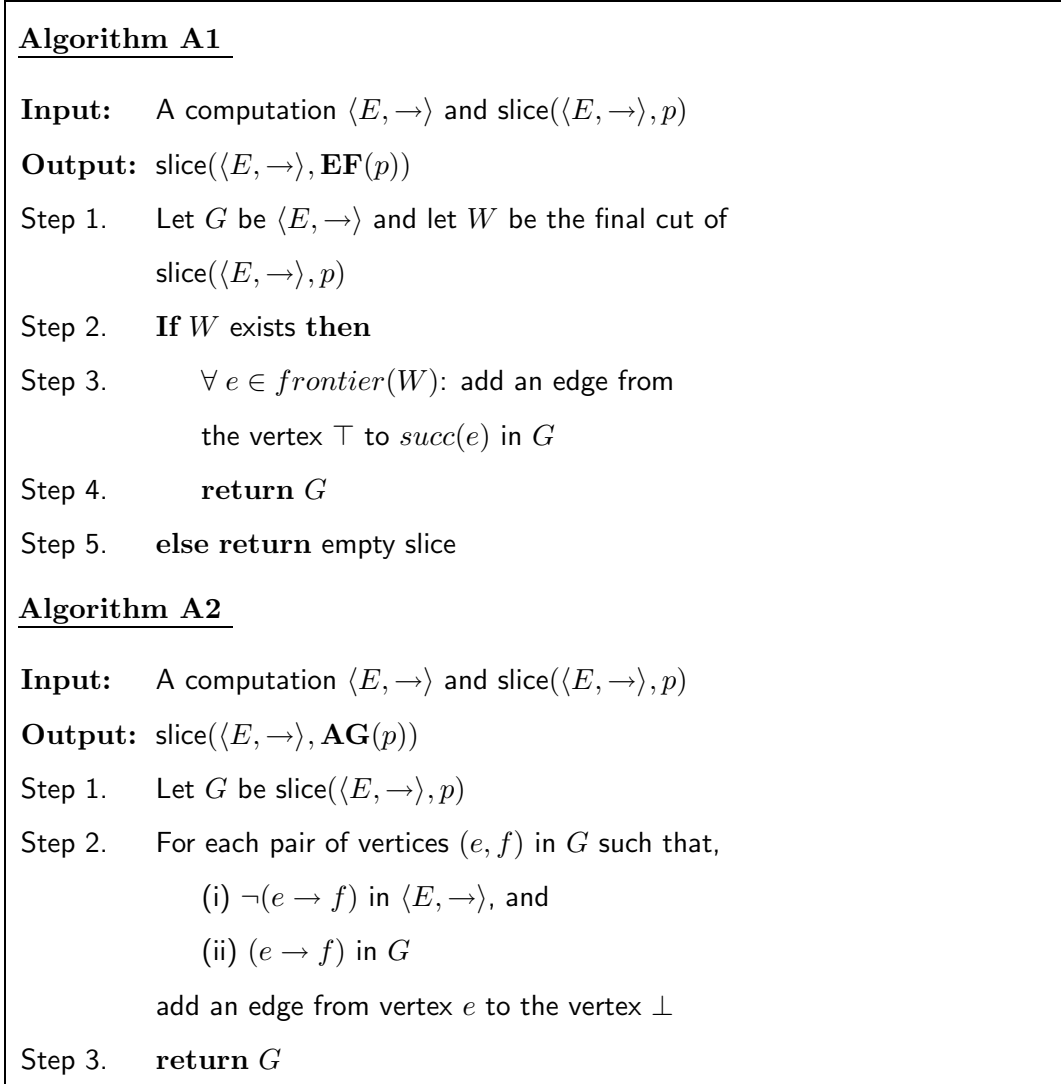 Algorithm A1
Input: A computation ⟨E, →⟩ and slice(⟨E, →⟩, p)
Output: slice(⟨E, →⟩, EF(p))
Step 1. Let G be ⟨E, →⟩ and let W be the final cut of
slice(⟨E, →⟩, p)
Step 2. If W exists then
Step 3. ∀ e ∈ frontier(W): add an edge from
the vertex ⊤ to succ(e) in G
Step 4. return G
Step 5. else return empty slice
Algorithm A2
Input: A computation ⟨E, →⟩ and slice(⟨E, →⟩, p)
Output: slice(⟨E, →⟩, AG(p))
Step 1. Let G be slice(⟨E, →⟩, p)
Step 2. For each pair of vertices (e, f) in G such that,
(i) ¬(e → f) in ⟨E, →⟩, and
(ii) (e → f) in G
add an edge from vertex e to the vertex ⊥
Step 3. return G